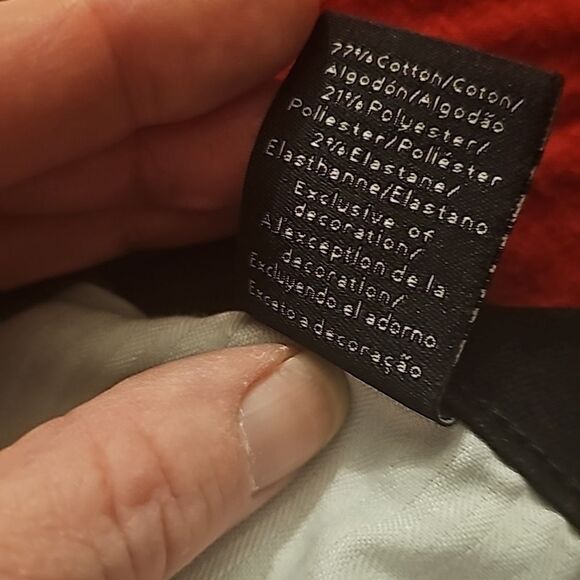 77% Cotton/Coton/
Algodón/Algodão
21% Polyester/
Poliester/Poliéster
2% Elastane/
Elasthanne/Elastano
Exclusive of
decoration/
A l'exception de la
decoration/
Excluyendo el adorno
Exceto a decoração